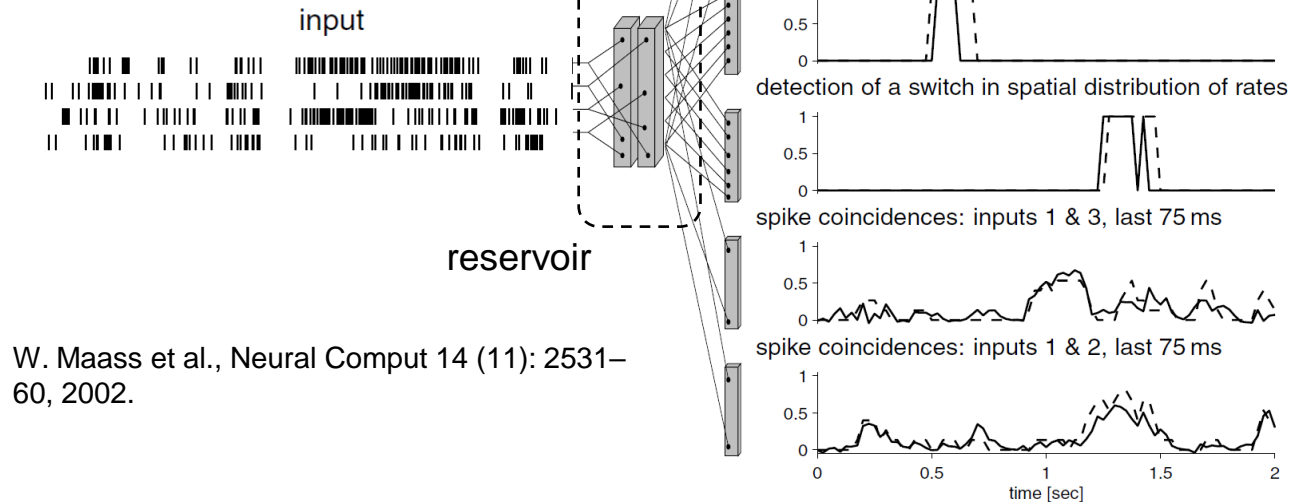 input
reservoir
W. Maass et al., Neural Comput 14 (11): 2531–
60, 2002.
0.5
0
detection of a switch in spatial distribution of rates
1
0.5
0
spike coincidences: inputs 1 & 3, last 75 ms
1
0.5
0
spike coincidences: inputs 1 & 2, last 75 ms
1
0.5
0
0 0.5 1 1.5 2
time [sec]